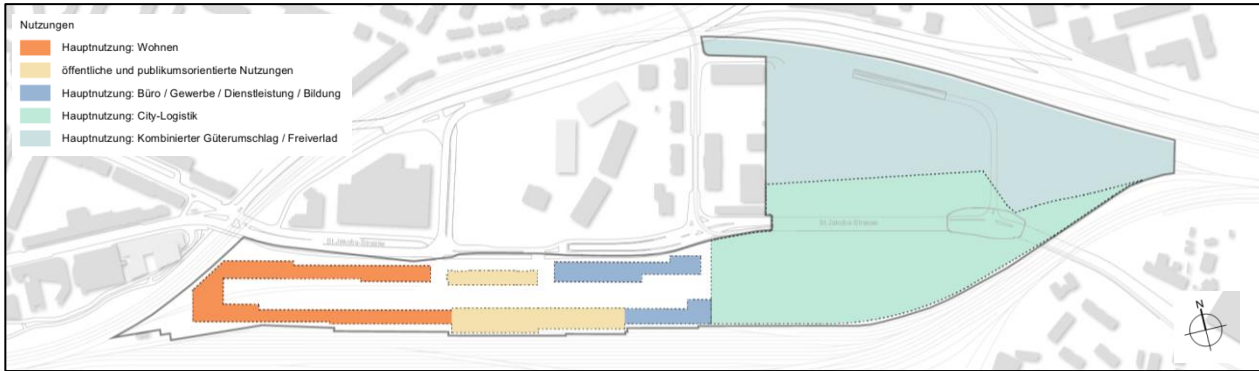 Nutzungen
Hauptnutzung: Wohnen
öffentliche und publikumsorientierte Nutzungen
Hauptnutzung: Büro / Gewerbe / Dienstleistung / Bildung
Hauptnutzung: City-Logistik
Hauptnutzung: Kombinierter Güterumschlag / Freiverlad
St.Jakobs-Strasse
St.Jakobs-Strasse
N